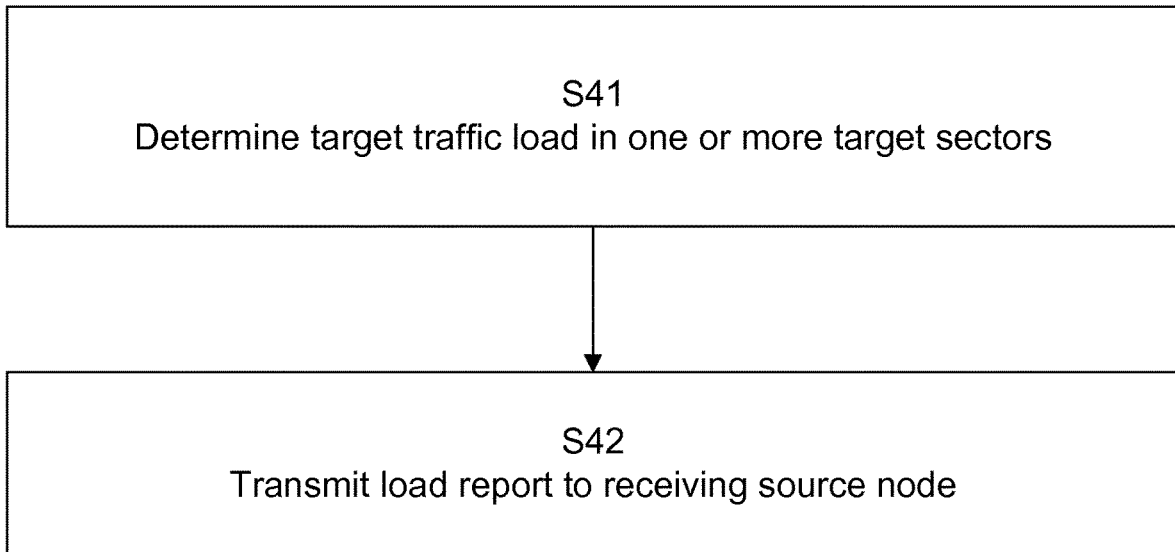 S41
Determine target traffic load in one or more target sectors
S42
Transmit load report to receiving source node